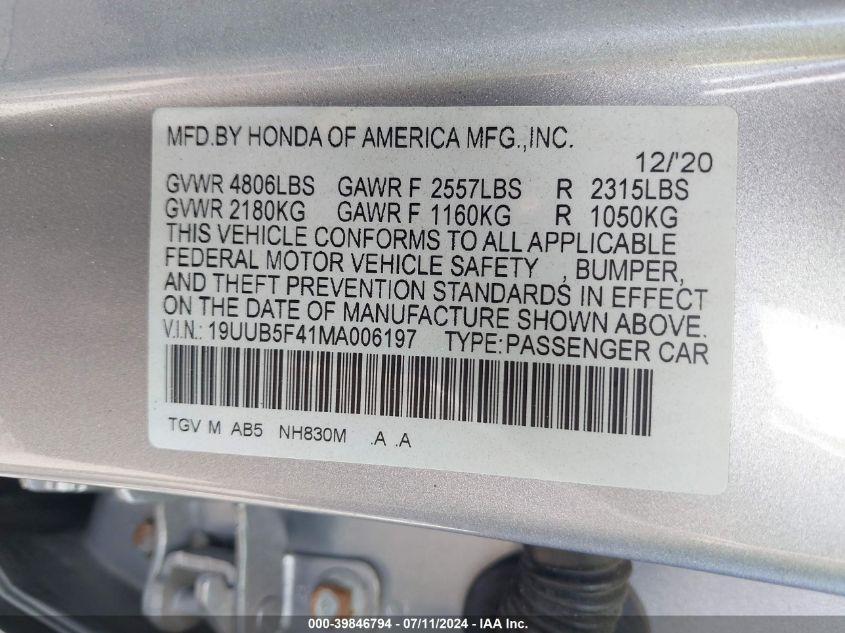 MFD.BY HONDA OF AMERICA MFG.,INC.
12/'20
GVWR 4806LBS GAWR F 2557LBS R 2315LBS
GVWR 2180KG GAWR F 1160KG R 1050KG
THIS VEHICLE CONFORMS TO ALL APPLICABLE
FEDERAL MOTOR VEHICLE SAFETY , BUMPER,
AND THEFT PREVENTION STANDARDS IN EFFECT
ON THE DATE OF MANUFACTURE SHOWN ABOVE.
V.I.N.: 19UUB5F41MA006197 TYPE:PASSENGER CAR
TGV M AB5 NH830M .A .A
000-39846794 - 07/11/2024 - IAA Inc.